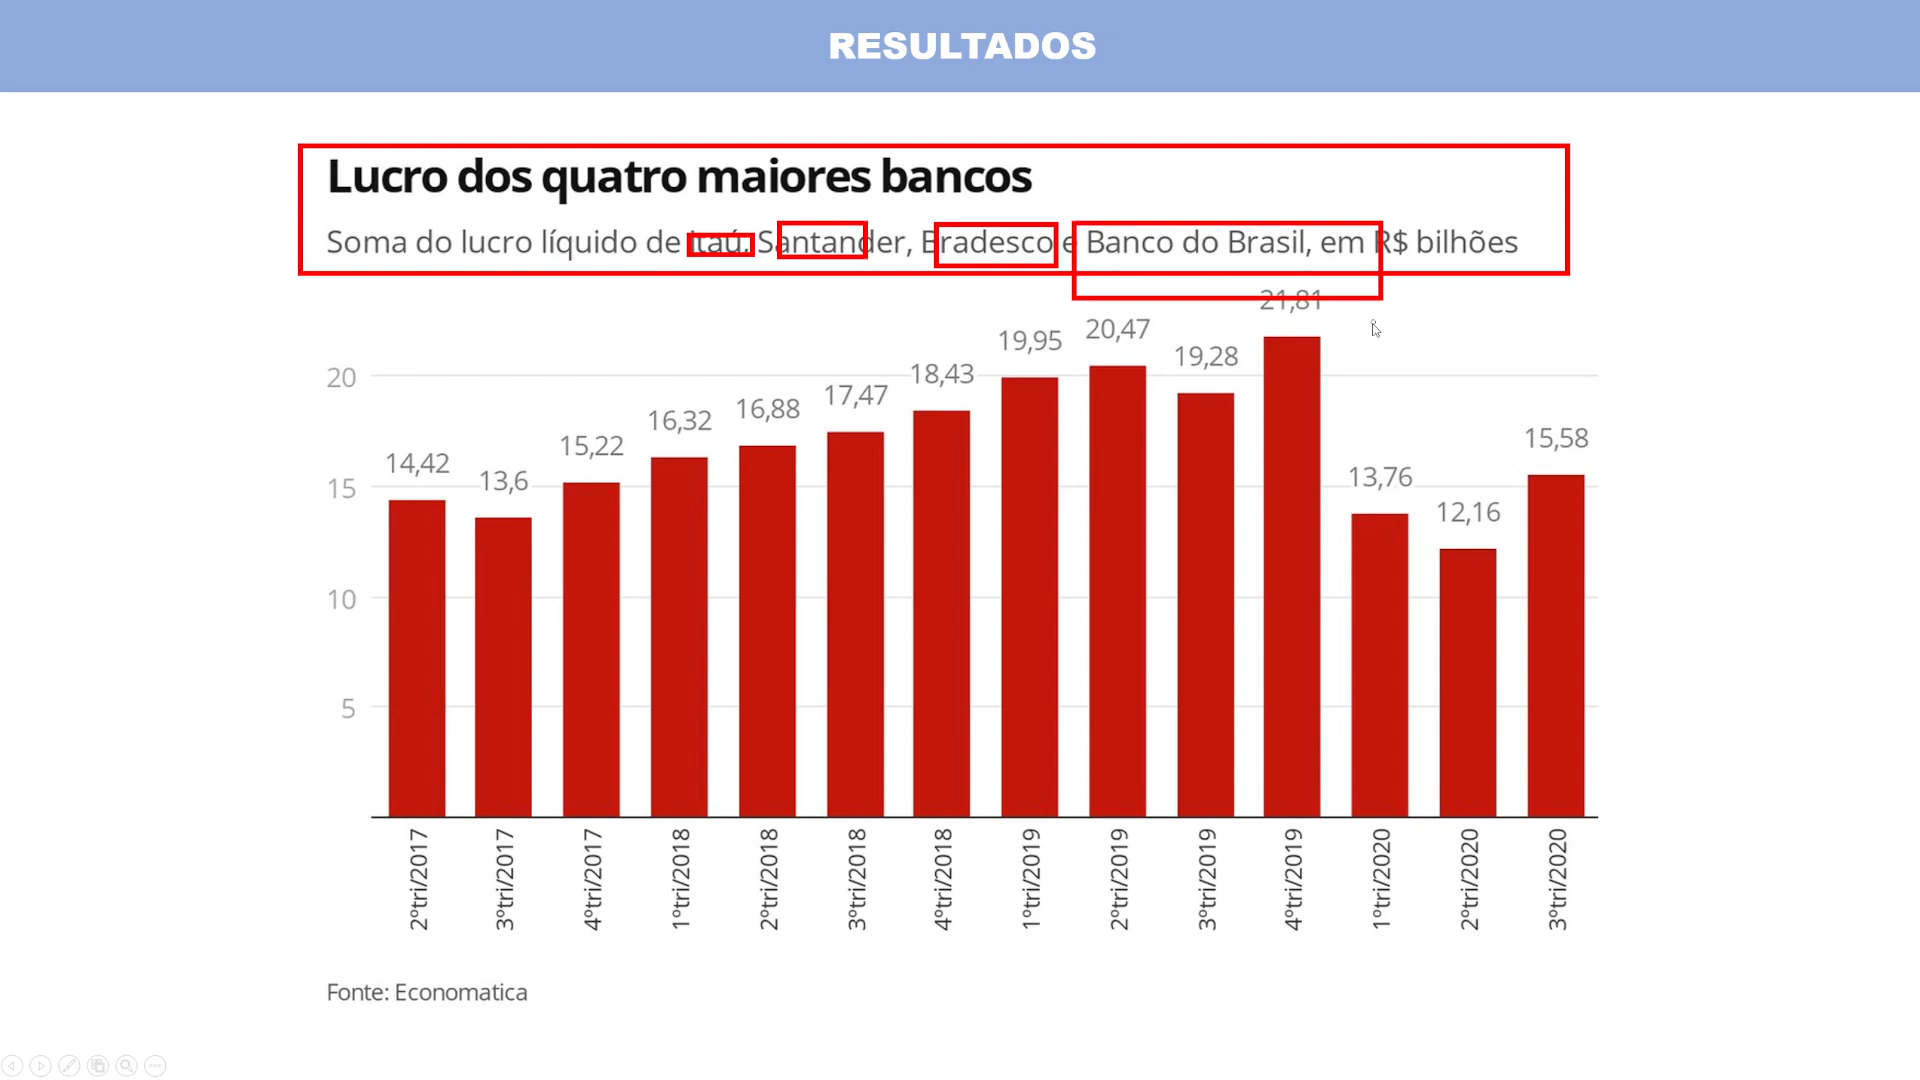 RESULTADOS
Lucro dos quatro maiores bancos
Soma do lucro líquido de Itaú, Santander, Bradesco e Banco do Brasil, em R$ bilhões
21,81
20,47
19,95
19,28
20
18,43
17,47
16,88
16,32
15,58
15,22
14,42
13,6
13,76
15
12,16
10
5
2ºtri/2017
3ºtri/2017
4ºtri/2017
1ºtri/2018
2ºtri/2018
3ºtri/2018
4ºtri/2018
1ºtri/2019
2ºtri/2019
3ºtri/2019
4ºtri/2019
1ºtri/2020
2ºtri/2020
3ºtri/2020
Fonte: Economatica